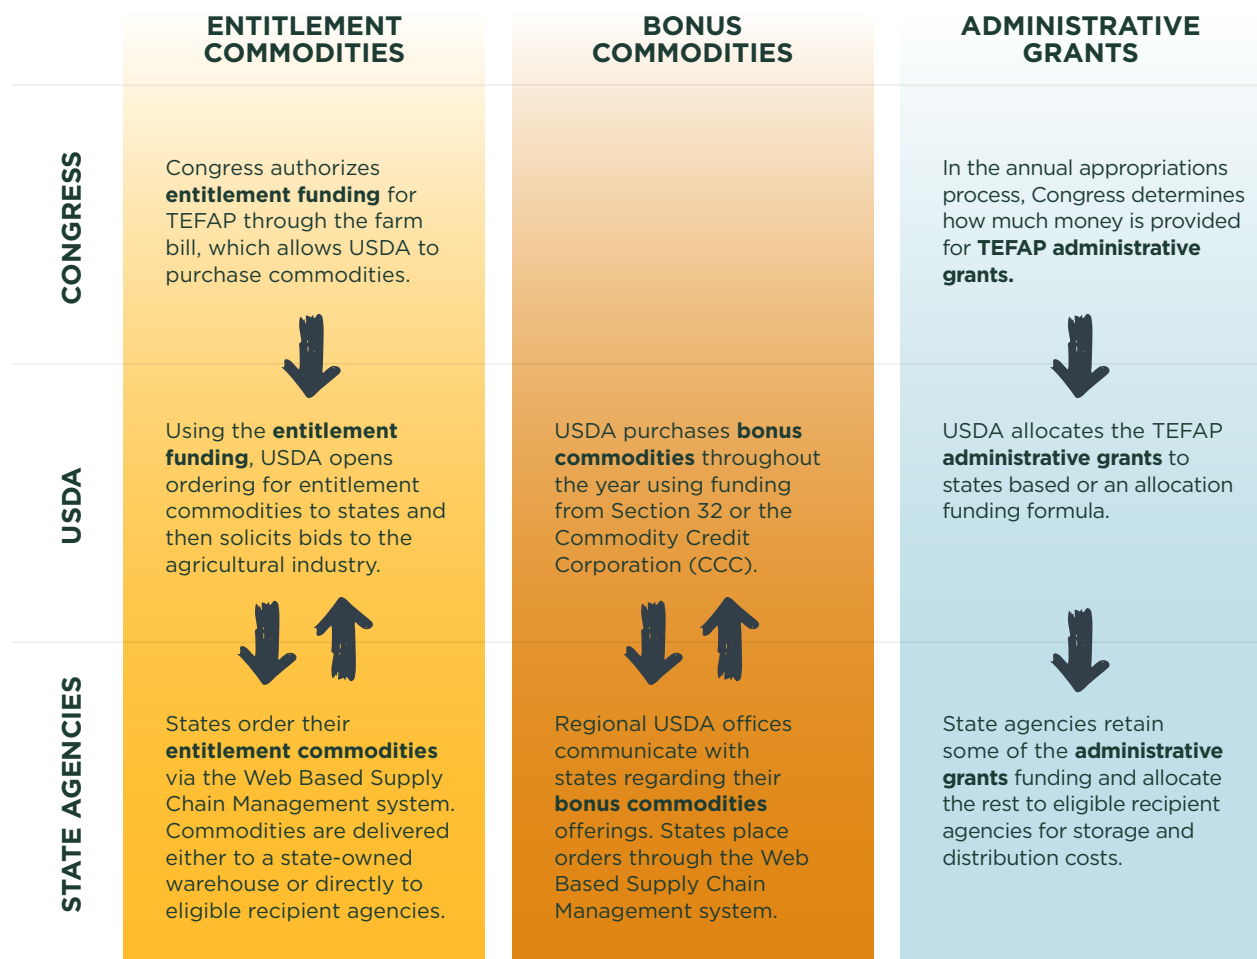 ENTITLEMENT
COMMODITIES
BONUS
COMMODITIES
ADMINISTRATIVE
GRANTS
CONGRESS
Congress authorizes
entitlement funding for
TEFAP through the farm
bill, which allows USDA to
purchase commodities.
In the annual appropriations
process, Congress determines
how much money is provided
for TEFAP administrative
grants.
USDA
Using the entitlement
funding, USDA opens
ordering for entitlement
commodities to states and
then solicits bids to the
agricultural industry.
USDA purchases bonus
commodities throughout
the year using funding
from Section 32 or the
Commodity Credit
Corporation (CCC).
USDA allocates the TEFAP
administrative grants to
states based or an allocation
funding formula.
STATE AGENCIES
States order their
entitlement commodities
via the Web Based Supply
Chain Management system.
Commodities are delivered
either to a state-owned
warehouse or directly to
eligible recipient agencies.
Regional USDA offices
communicate with
states regarding their
bonus commodities
offerings. States place
orders through the Web
Based Supply Chain
Management system.
State agencies retain
some of the administrative
grants funding and allocate
the rest to eligible recipient
agencies for storage and
distribution costs.